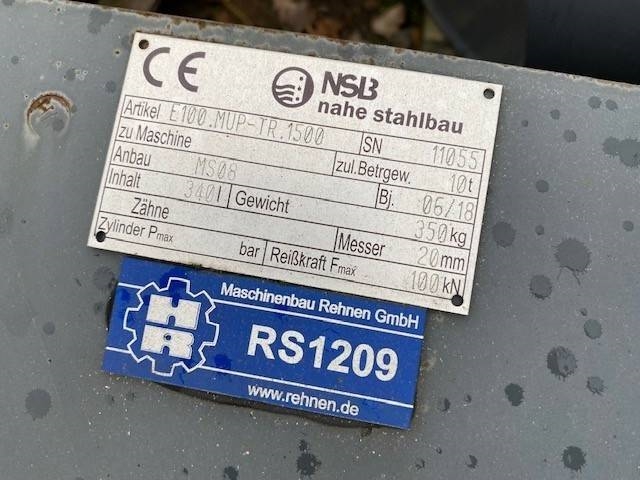 CE NSB
nahe stahlbau
Artikel E100.MUP-TR.1500 SN 11055
zu Maschine zul.Betrgew. 10t
Anbau MS08 Bj. 06/18
Inhalt 340l Gewicht 350kg
Zähne Messer 20mm
Zylinder Pmax bar Reißkraft Fmax 100kN
Maschinenbau Rehnen GmbH
HR RS1209
www.rehnen.de